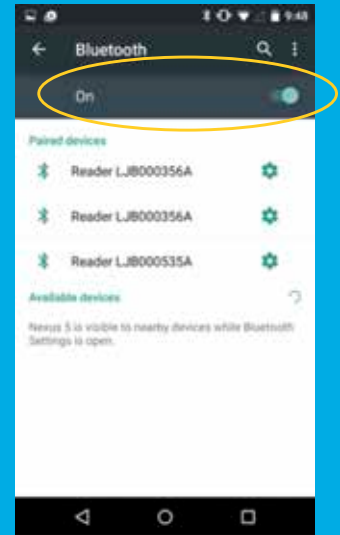 9:48
Bluetooth
On
Paired devices
Reader LJB000356A
Reader LJB000356A
Reader LJB000535A
Available devices
Nexus 5 is visible to nearby devices while Bluetooth
Settings is open.